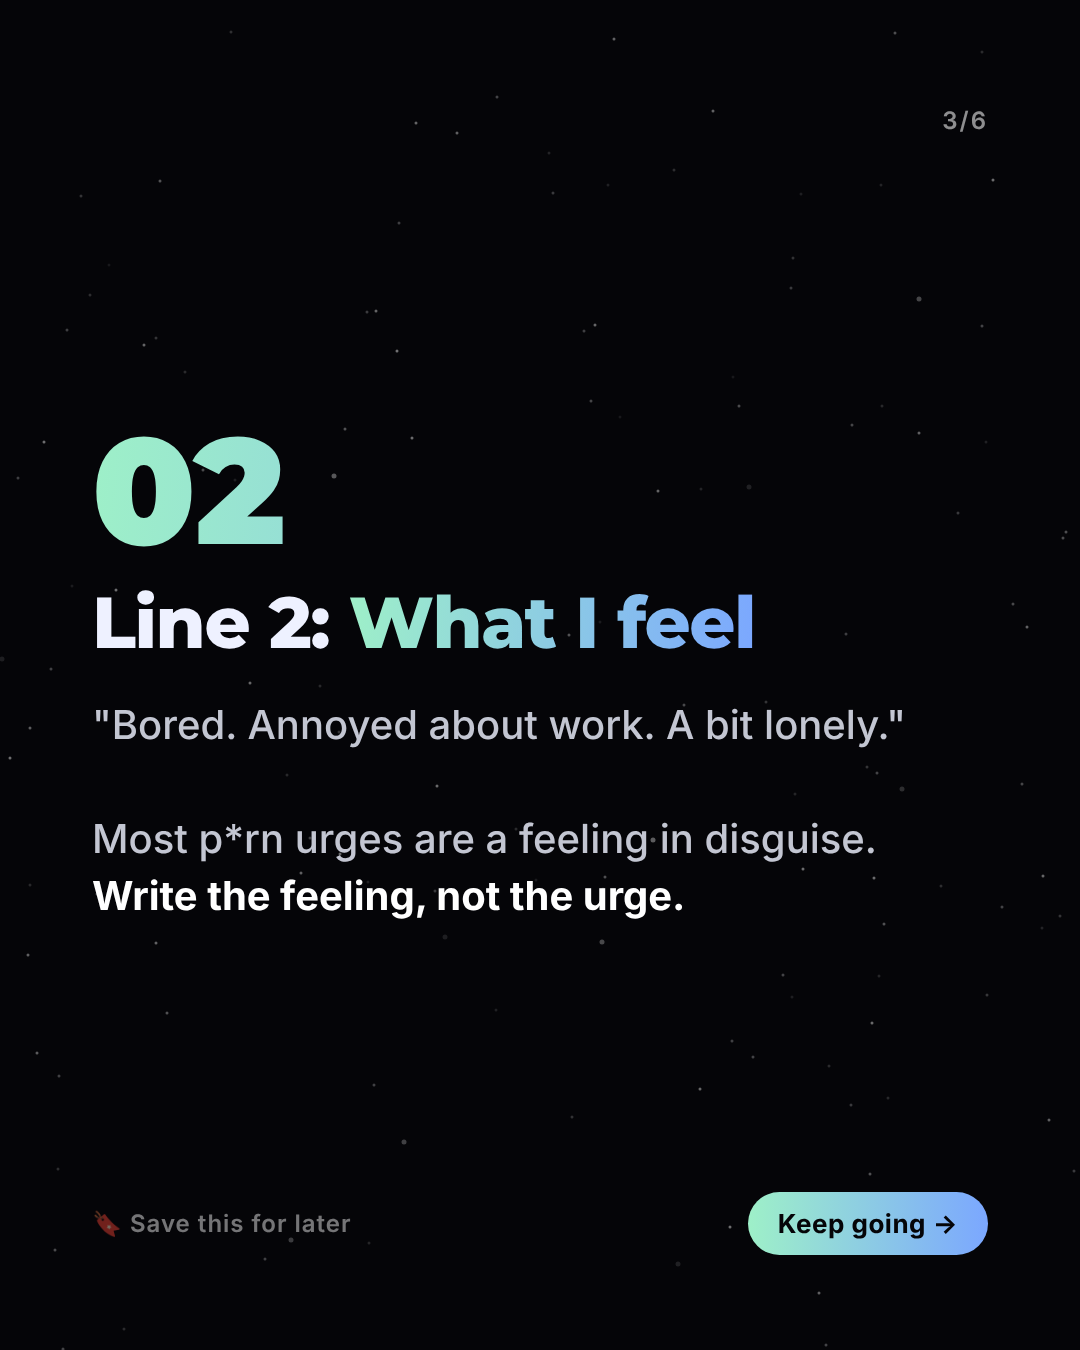 3/6
02
Line 2: What I feel
"Bored. Annoyed about work. A bit lonely."
Most p*rn urges are a feeling in disguise.
Write the feeling, not the urge.
🔖 Save this for later
Keep going →